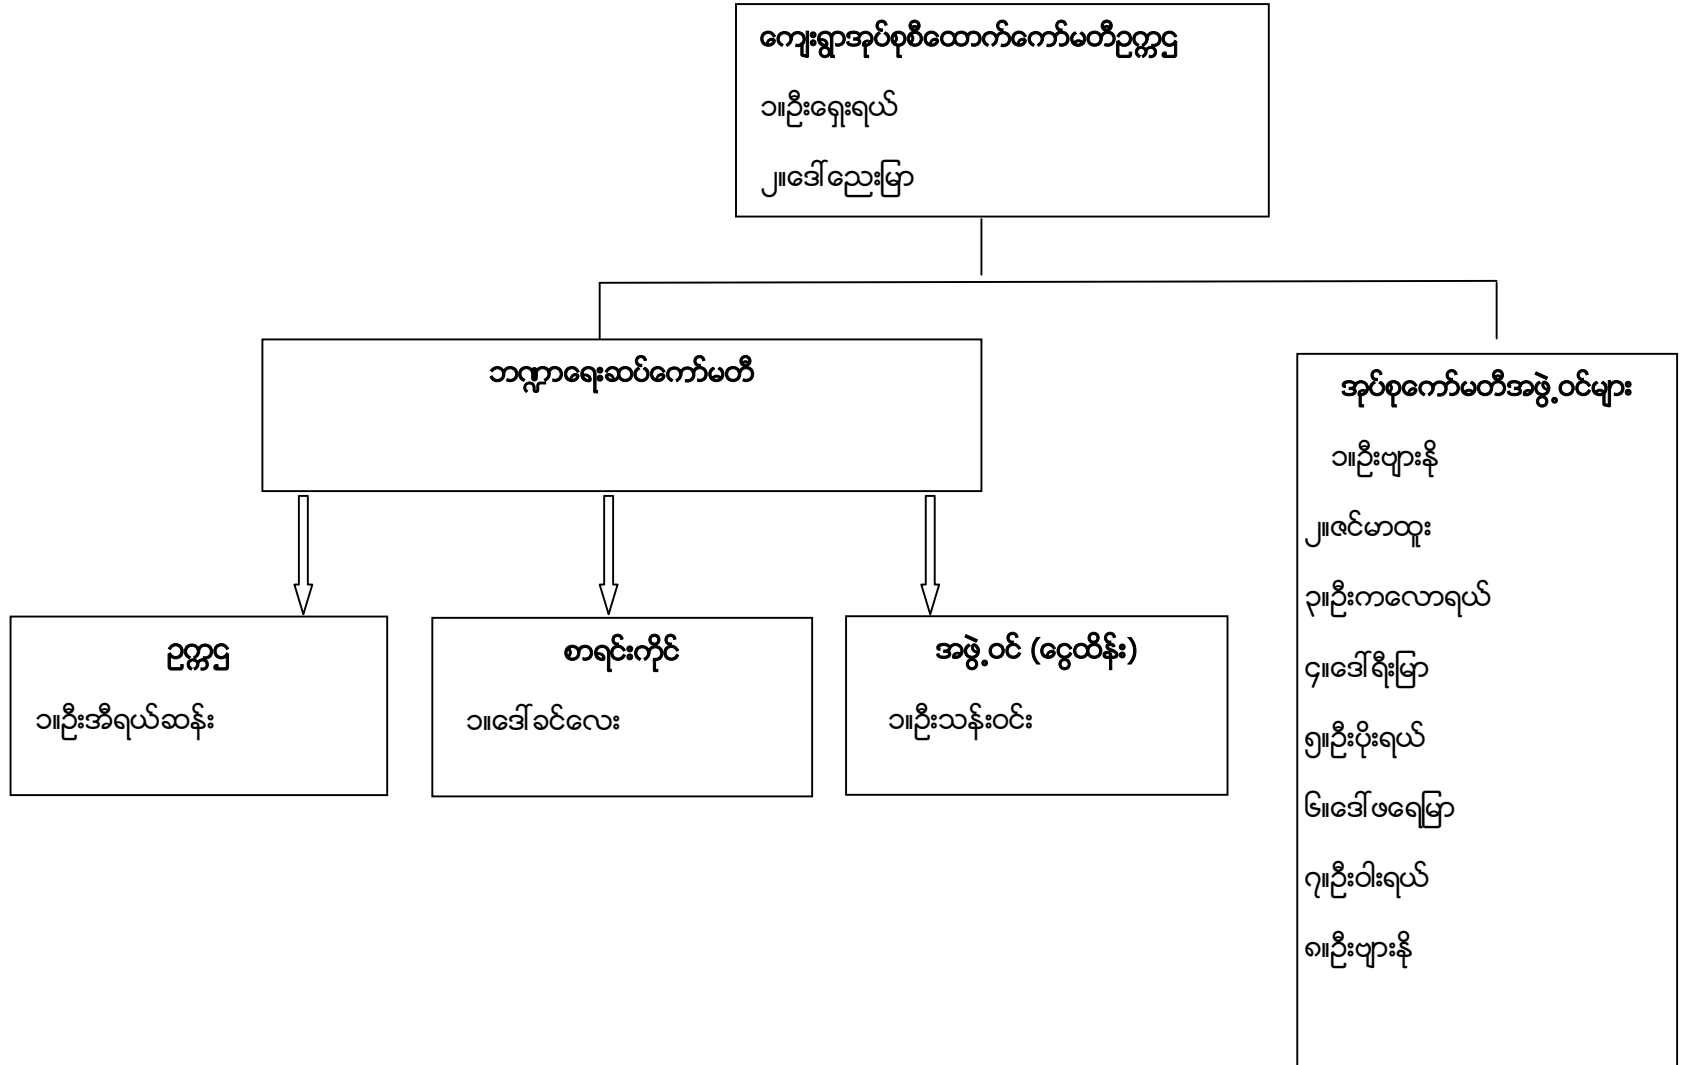 ကျေးရွာအုပ်စုစီထောက်ကော်မတီဥက္ကဌ
၁။ဦးရှေးရယ်
၂။ဒေါ်ညေးမြာ
ဘဏ္ဍာရေးဆပ်ကော်မတီ
ဥက္ကဌ
၁။ဦးအီရယ်ဆန်း
စာရင်းကိုင်
၁။ဒေါ်ခင်လေး
အဖွဲ့ဝင် (ငွေထိန်း)
၁။ဦးသန်းဝင်း
အုပ်စုကော်မတီအဖွဲ့ဝင်များ
၁။ဦးဗျားနို
၂။ဇင်မာထူး
၃။ဦးကလောရယ်
၄။ဒေါ်ရီးမြာ
၅။ဦးပိုးရယ်
၆။ဒေါ်ဖရေမြာ
၇။ဦးဝါးရယ်
၈။ဦးဗျားနို